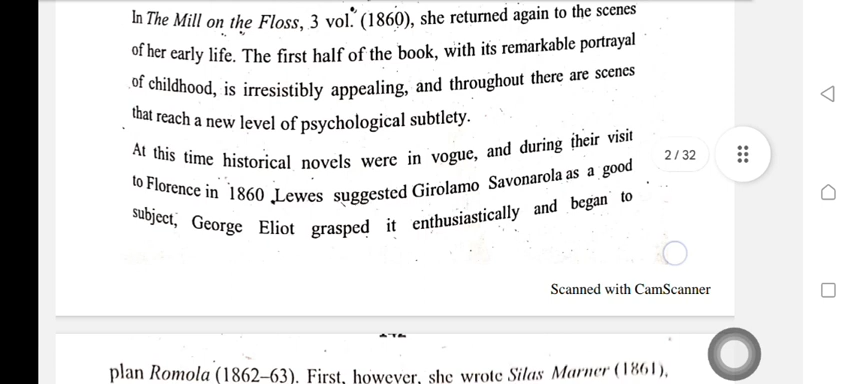 In The Mill on the Floss, 3 vol. (1860), she returned again to the scenes
of her early life. The first half of the book, with its remarkable portrayal
of childhood, is irresistibly appealing, and throughout there are scenes
that reach a new level of psychological subtlety.
At this time historical novels were in vogue, and during their visit
to Florence in 1860 Lewes suggested Girolamo Savonarola as a good
subject, George Eliot grasped it enthusiastically and began to
2 / 32
Scanned with CamScanner
plan Romola (1862–63). First, however, she wrote Silas Marner (1861),